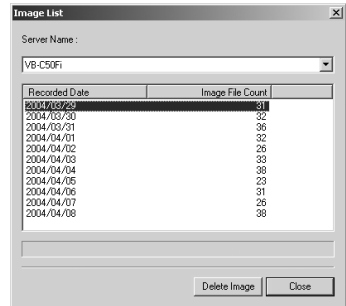 Image List
Server Name :
VB-C50Fi
Recorded Date Image File Count
2004/03/29 31
2004/03/30 32
2004/03/31 36
2004/04/01 32
2004/04/02 26
2004/04/03 33
2004/04/04 38
2004/04/05 23
2004/04/06 31
2004/04/07 26
2004/04/08 38
Delete Image Close